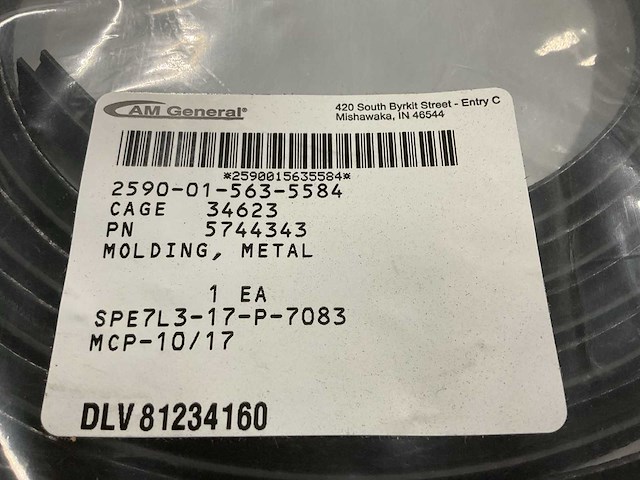 AM General®
420 South Byrkit Street - Entry C
Mishawaka, IN 46544
*2590015635584*
2590-01-563-5584
CAGE 34623
PN 5744343
MOLDING, METAL
1 EA
SPE7L3-17-P-7083
MCP-10/17
DLV 81234160